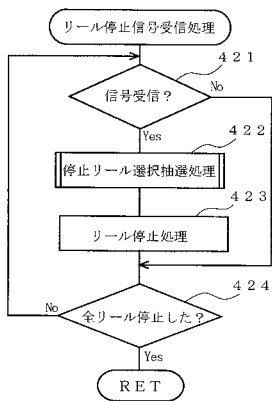 リール停止信号受信処理
421
信号受信?
No
Yes
422
停止リール選択抽選処理
423
リール停止処理
424
No
全リール停止した?
Yes
RET